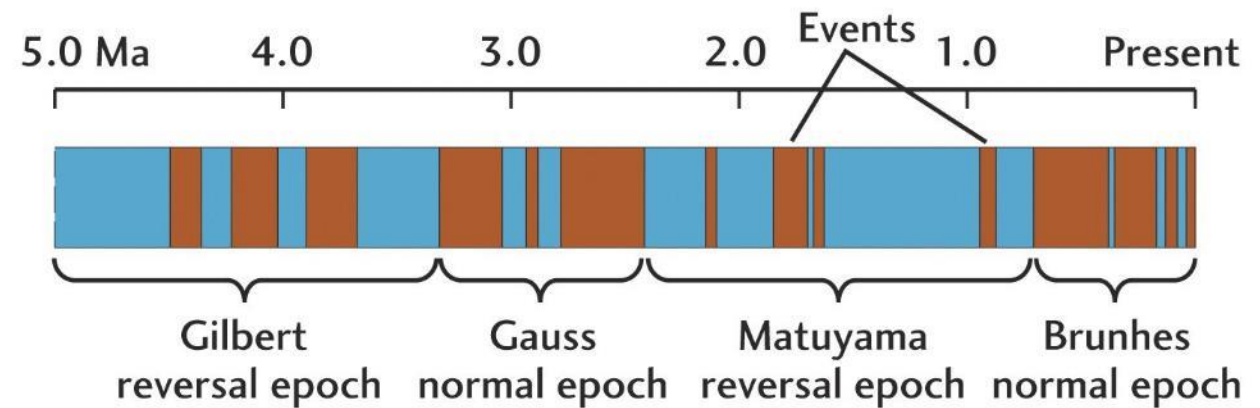 Events
5.0 Ma 4.0 3.0 2.0 1.0 Present
Gilbert
reversal epoch
Gauss
normal epoch
Matuyama
reversal epoch
Brunhes
normal epoch